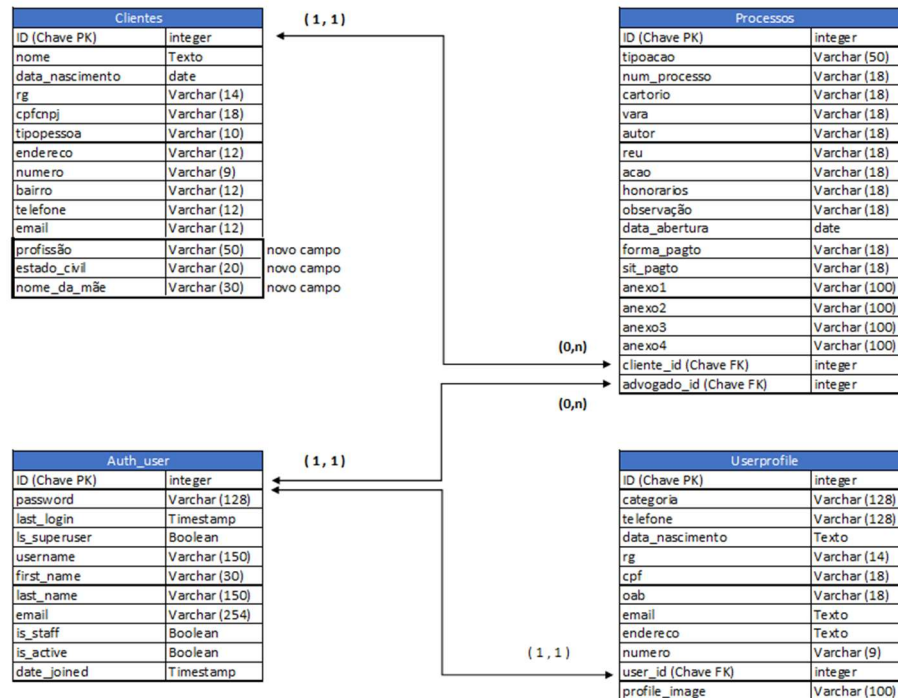 Clientes
ID (Chave PK) integer
nome Texto
data_nascimento date
rg Varchar (14)
cpfcnpj Varchar (18)
tipopessoa Varchar (10)
endereco Varchar (12)
numero Varchar (9)
bairro Varchar (12)
telefone Varchar (12)
email Varchar (12)
profissão Varchar (50) novo campo
estado_civil Varchar (20) novo campo
nome_da_mãe Varchar (30) novo campo
(1,1)
Processos
ID (Chave PK) integer
tipoacao Varchar (50)
num_processo Varchar (18)
cartorio Varchar (18)
vara Varchar (18)
autor Varchar (18)
reu Varchar (18)
acao Varchar (18)
honorarios Varchar (18)
observação Varchar (18)
data_abertura date
forma_pagto Varchar (18)
sit_pagto Varchar (18)
anexo1 Varchar (100)
anexo2 Varchar (100)
anexo3 Varchar (100)
anexo4 Varchar (100)
cliente_id (Chave FK) integer
advogado_id (Chave FK) integer
(0,n)
(0,n)
Auth_user
ID (Chave PK) integer
password Varchar (128)
last_login Timestamp
Is_superuser Boolean
username Varchar (150)
first_name Varchar (30)
last_name Varchar (150)
email Varchar (254)
is_staff Boolean
is_active Boolean
date_joined Timestamp
(1,1)
(1,1)
Userprofile
ID (Chave PK) integer
categoria Varchar (128)
telefone Varchar (128)
data_nascimento Texto
rg Varchar (14)
cpf Varchar (18)
oab Varchar (18)
email Texto
endereco Texto
numero Varchar (9)
user_id (Chave FK) integer
profile_image Varchar (100)